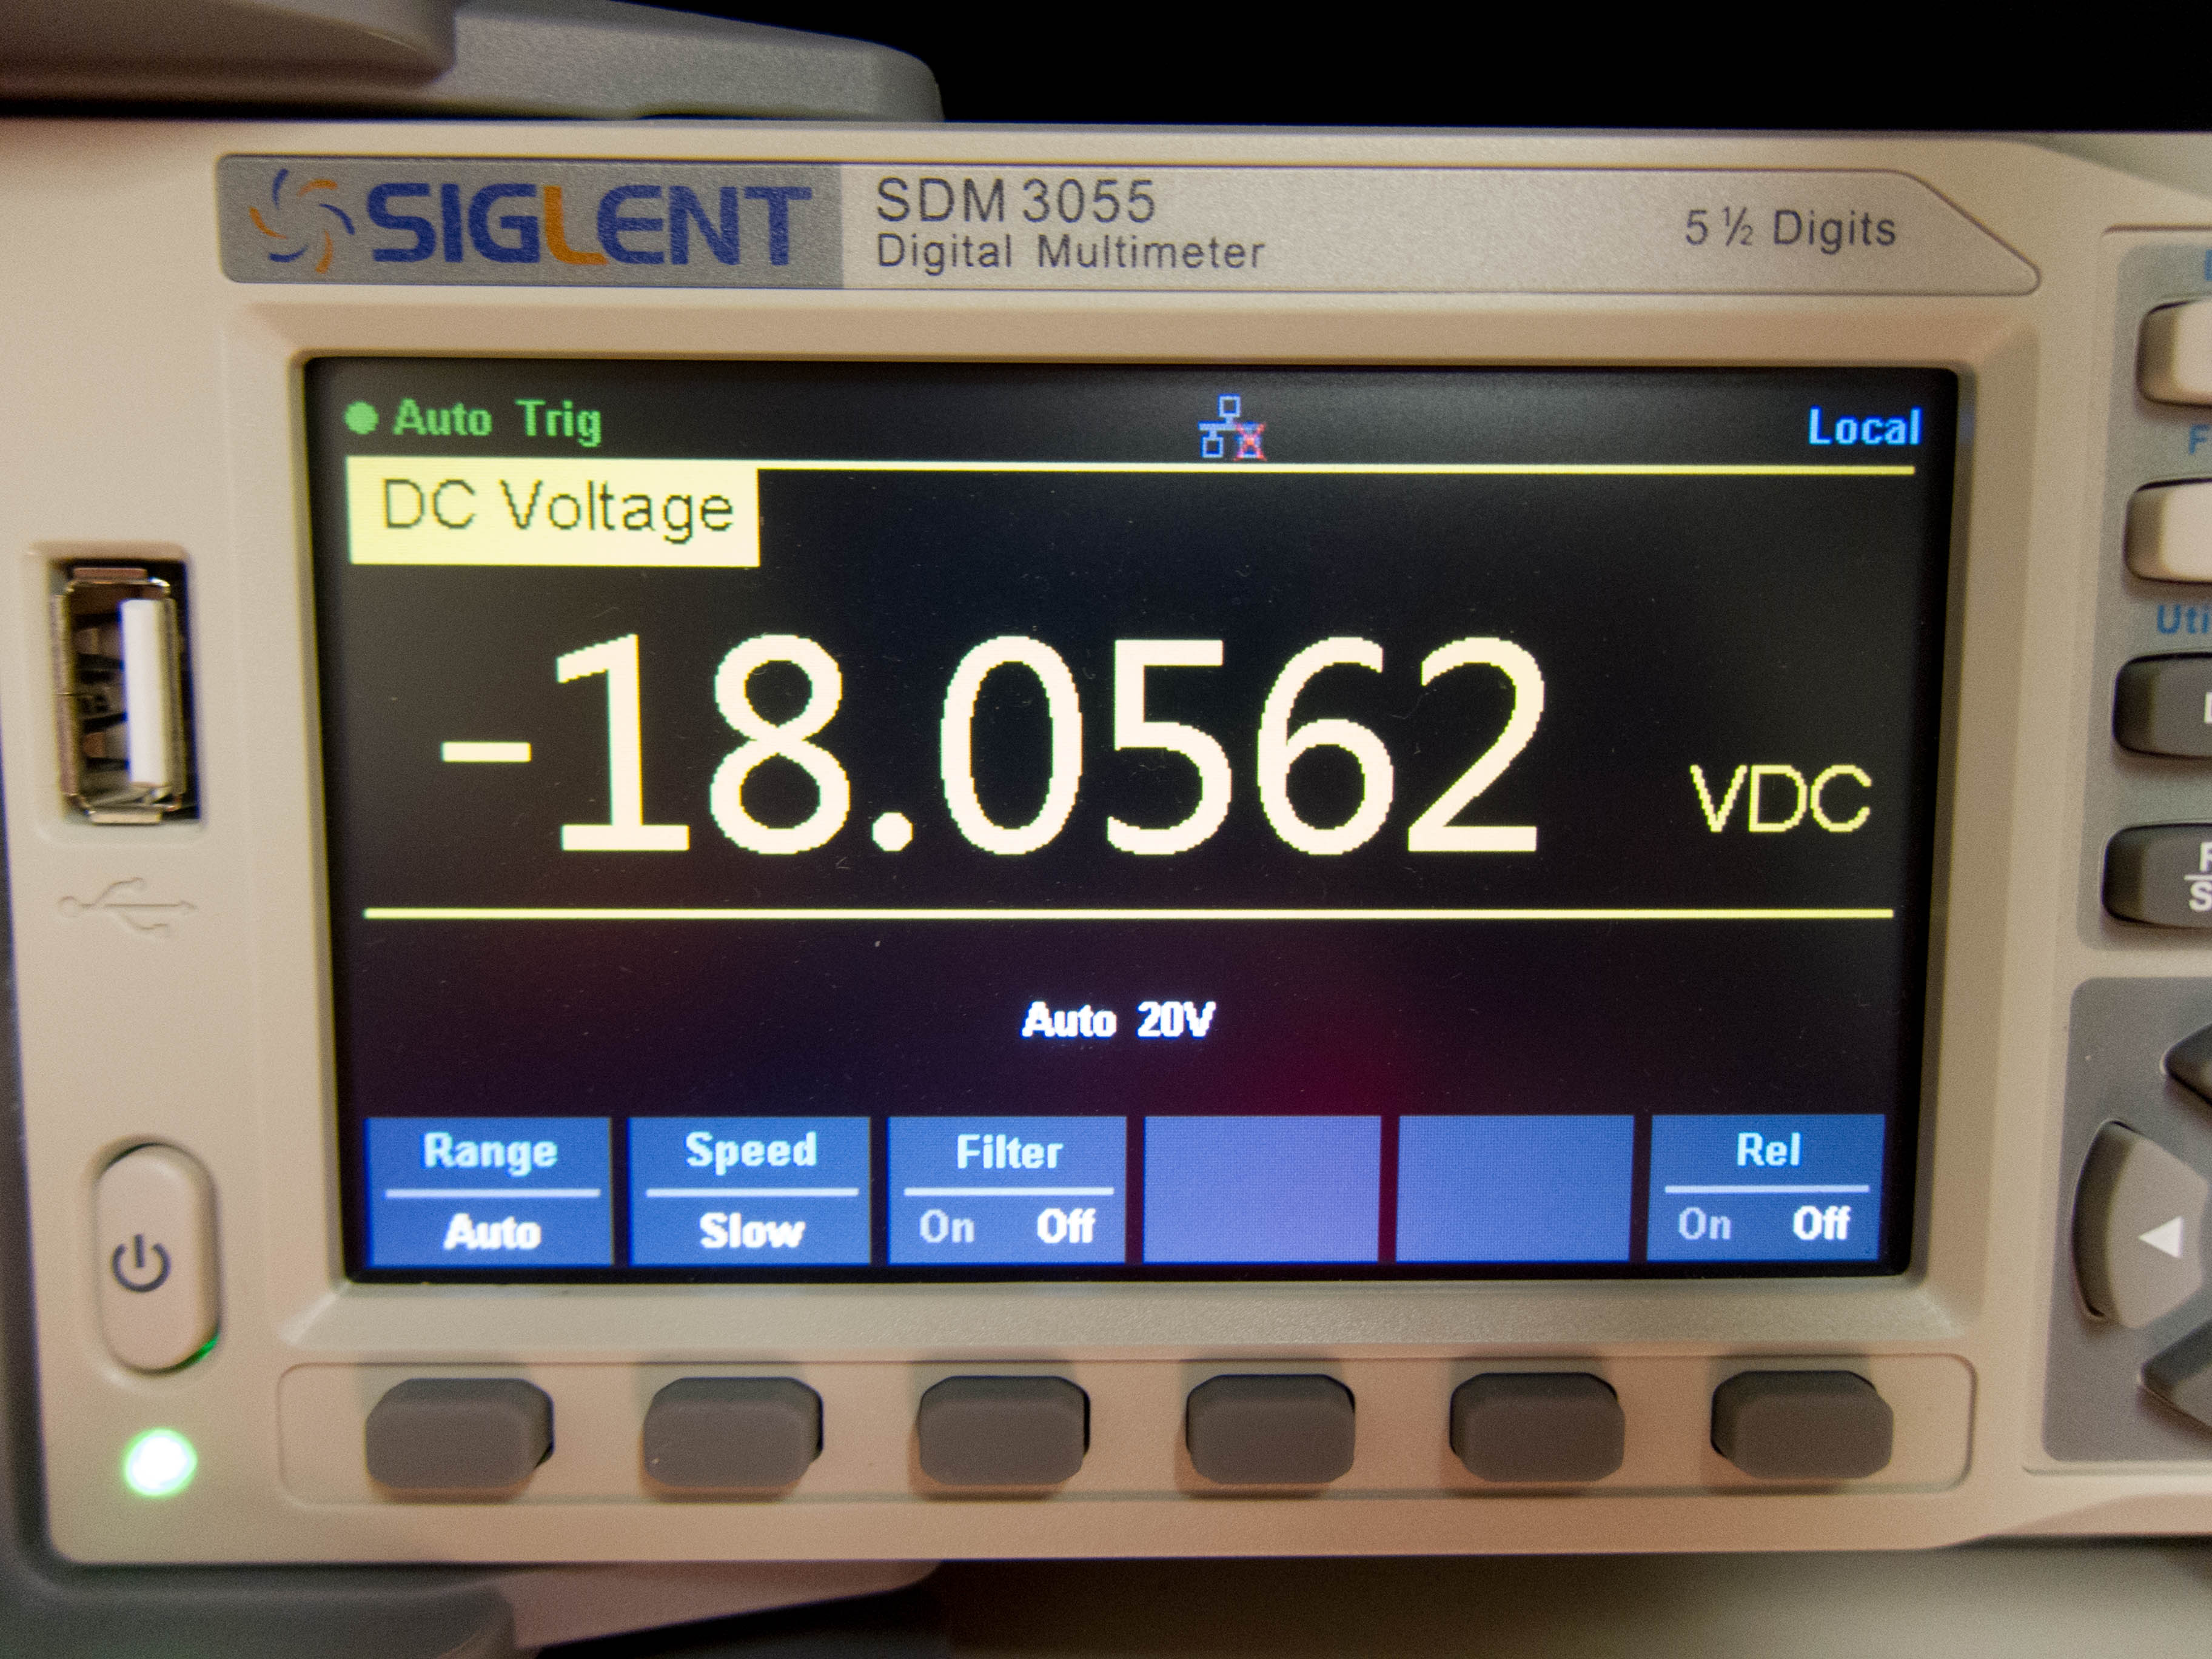 SIGLENT
SDM 3055
Digital Multimeter
5 ½ Digits
Auto Trig
Local
DC Voltage
-18.0562 VDC
Auto 20V
Range
Auto
Speed
Slow
Filter
On Off
Rel
On Off